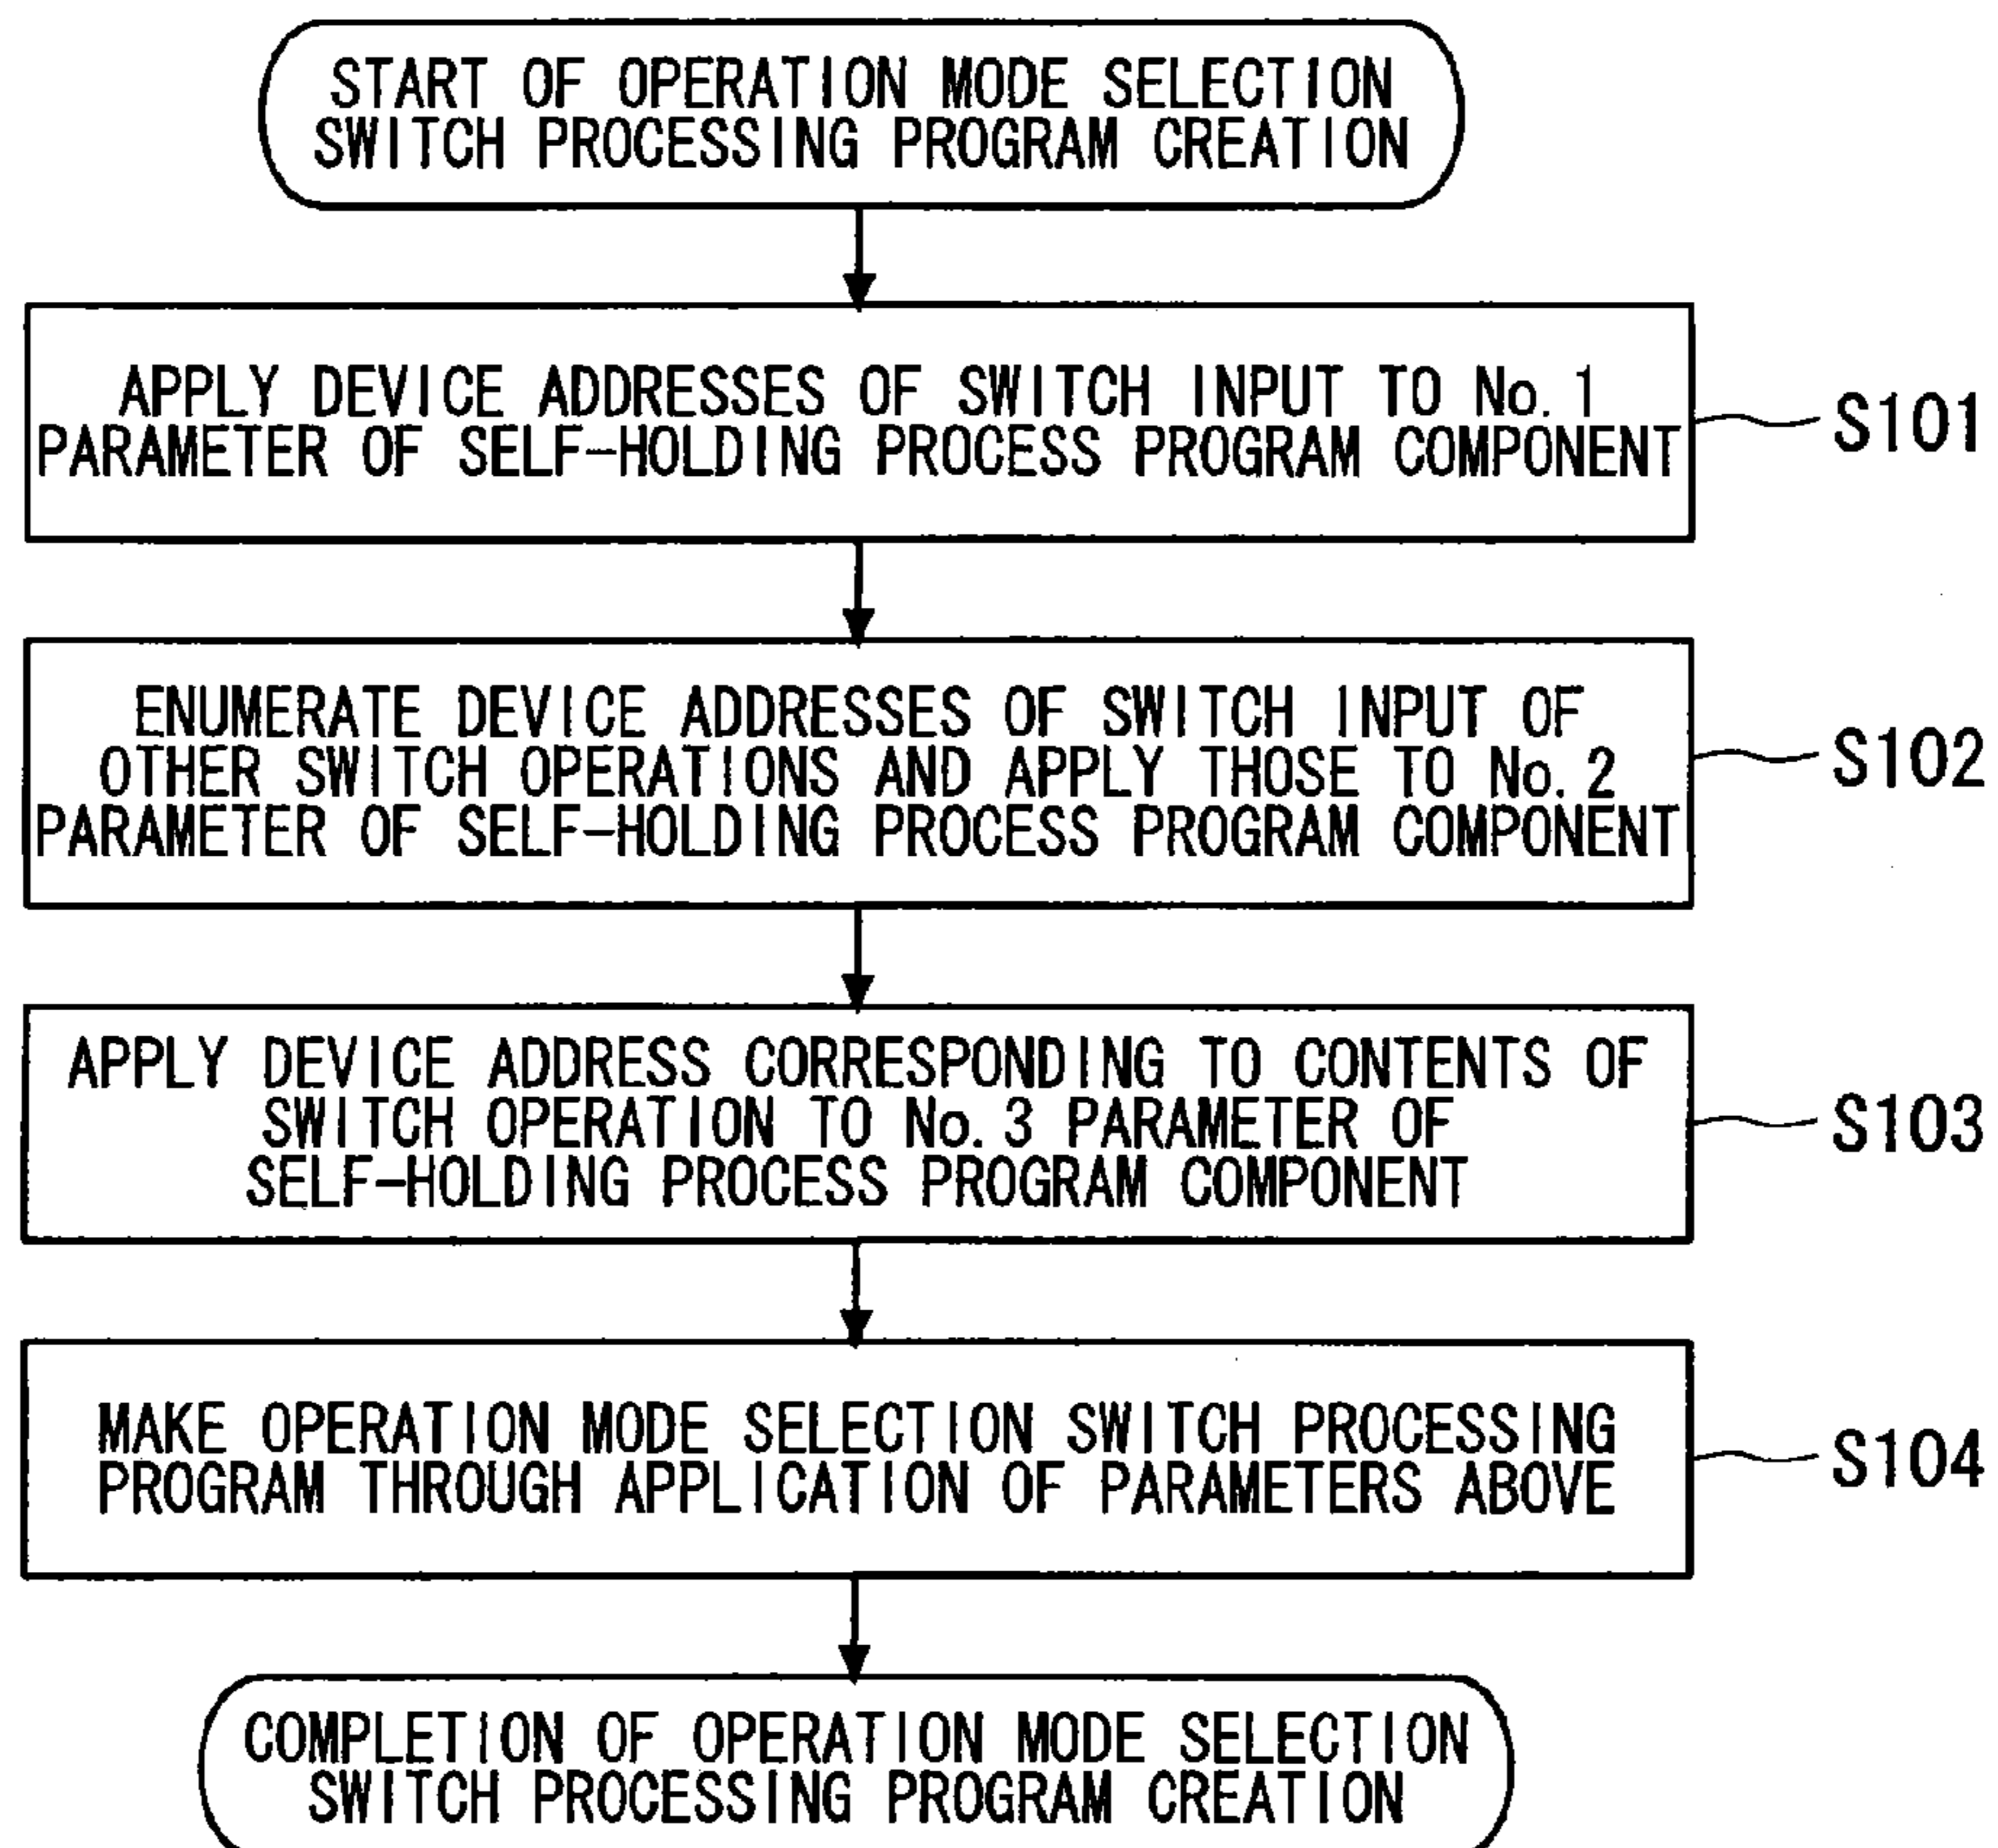 START OF OPERATION MODE SELECTION
SWITCH PROCESSING PROGRAM CREATION
APPLY DEVICE ADDRESSES OF SWITCH INPUT TO No. 1
PARAMETER OF SELF-HOLDING PROCESS PROGRAM COMPONENT
S101
ENUMERATE DEVICE ADDRESSES OF SWITCH INPUT OF
OTHER SWITCH OPERATIONS AND APPLY THOSE TO No. 2
PARAMETER OF SELF-HOLDING PROCESS PROGRAM COMPONENT
S102
APPLY DEVICE ADDRESS CORRESPONDING TO CONTENTS OF
SWITCH OPERATION TO No. 3 PARAMETER OF
SELF-HOLDING PROCESS PROGRAM COMPONENT
S103
MAKE OPERATION MODE SELECTION SWITCH PROCESSING
PROGRAM THROUGH APPLICATION OF PARAMETERS ABOVE
S104
COMPLETION OF OPERATION MODE SELECTION
SWITCH PROCESSING PROGRAM CREATION